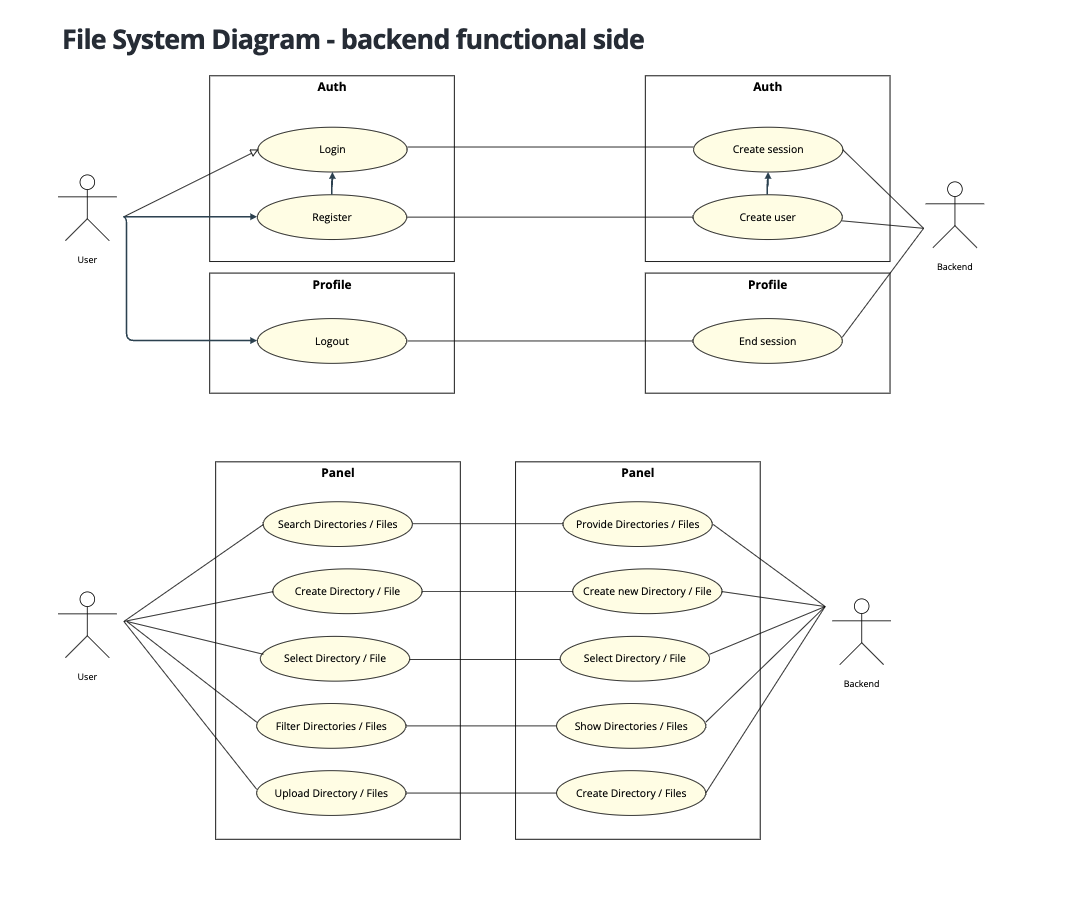 File System Diagram - backend functional side
Auth
Auth
Login
Create session
Register
Create user
User
Backend
Profile
Profile
Logout
End session
Panel
Panel
Search Directories / Files
Provide Directories / Files
Create Directory / File
Create new Directory / File
Select Directory / File
Select Directory / File
User
Backend
Filter Directories / Files
Show Directories / Files
Upload Directory / Files
Create Directory / Files